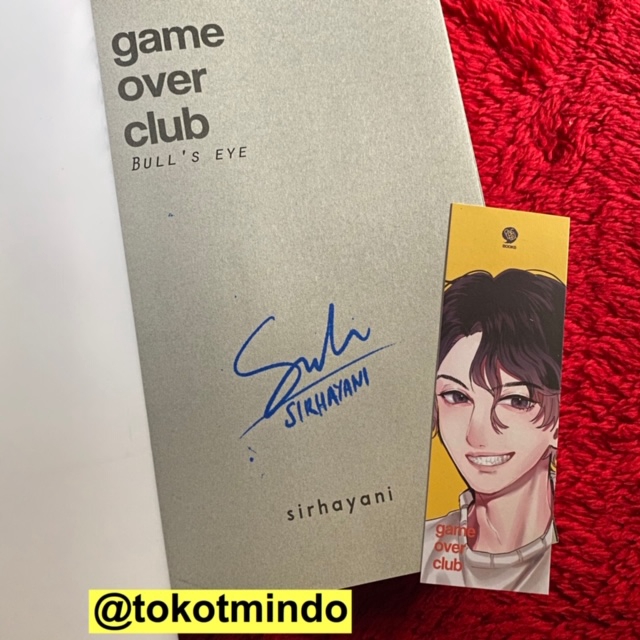 game
over
club
BULL'S EYE
SIRHAYANI
sirhayani
game
over
club
@tokotmindo